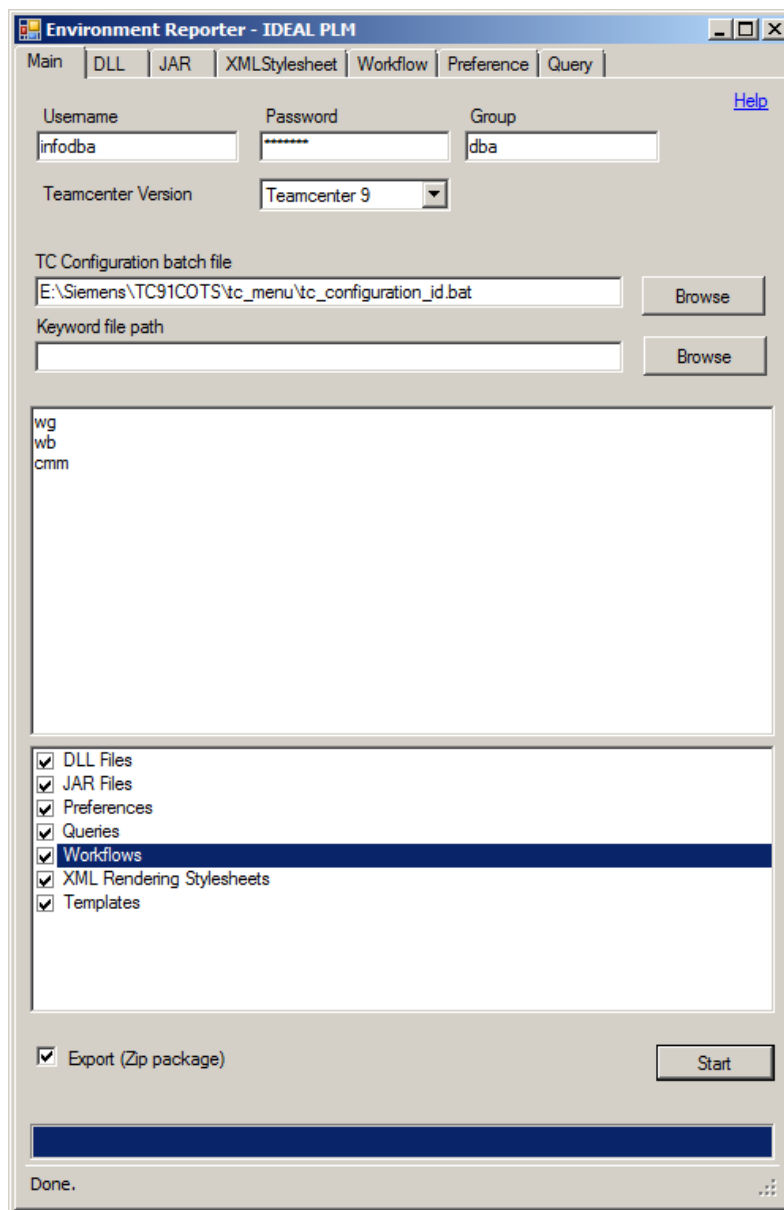 Environment Reporter - IDEAL PLM
Main DLL JAR XMLStylesheet Workflow Preference Query
Help
Username Password Group
infodba ******* dba
Teamcenter Version Teamcenter 9
TC Configuration batch file
E:\Siemens\TC91COTS\tc_menu\tc_configuration_id.bat Browse
Keyword file path
Browse
wg
wb
cmm
DLL Files
JAR Files
Preferences
Queries
Workflows
XML Rendering Stylesheets
Templates
Export (Zip package) Start
Done.